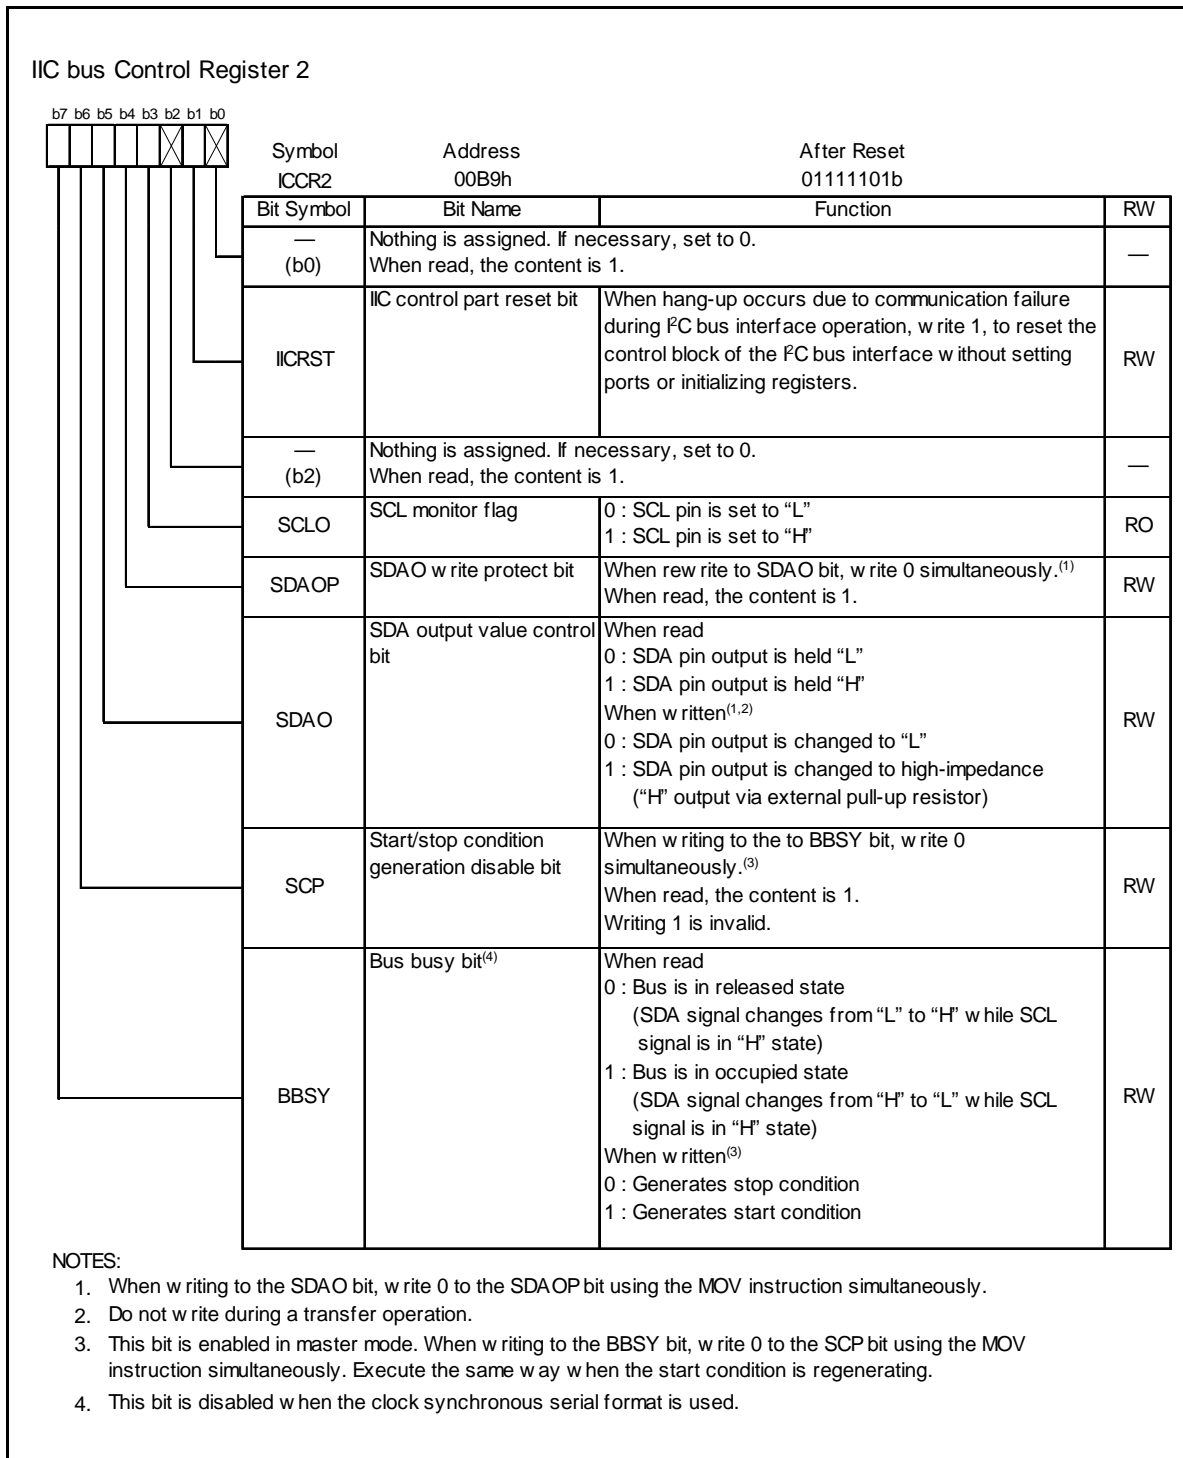 IIC bus Control Register 2
b7 b6 b5 b4 b3 b2 b1 b0
Symbol Address After Reset
ICCR2 00B9h 01111101b
Bit Symbol Bit Name Function RW
— (b0) Nothing is assigned. If necessary, set to 0.
When read, the content is 1. —
IICRST IIC control part reset bit When hang-up occurs due to communication failure
during I²C bus interface operation, write 1, to reset the
control block of the I²C bus interface without setting
ports or initializing registers. RW
— (b2) Nothing is assigned. If necessary, set to 0.
When read, the content is 1. —
SCLO SCL monitor flag 0 : SCL pin is set to “L”
1 : SCL pin is set to “H” RO
SDAOP SDAO write protect bit When rewrite to SDAO bit, write 0 simultaneously.(1)
When read, the content is 1. RW
SDAO SDA output value control
bit
When read
0 : SDA pin output is held “L”
1 : SDA pin output is held “H”
When written(1,2)
0 : SDA pin output is changed to “L”
1 : SDA pin output is changed to high-impedance
(“H” output via external pull-up resistor) RW
SCP Start/stop condition
generation disable bit
When writing to the to BBSY bit, write 0
simultaneously.(3)
When read, the content is 1.
Writing 1 is invalid. RW
BBSY Bus busy bit(4) When read
0 : Bus is in released state
(SDA signal changes from “L” to “H” while SCL
signal is in “H” state)
1 : Bus is in occupied state
(SDA signal changes from “H” to “L” while SCL
signal is in “H” state)
When written(3)
0 : Generates stop condition
1 : Generates start condition RW
NOTES:
1. When writing to the SDAO bit, write 0 to the SDAOP bit using the MOV instruction simultaneously.
2. Do not write during a transfer operation.
3. This bit is enabled in master mode. When writing to the BBSY bit, write 0 to the SCP bit using the MOV
instruction simultaneously. Execute the same way when the start condition is regenerating.
4. This bit is disabled when the clock synchronous serial format is used.